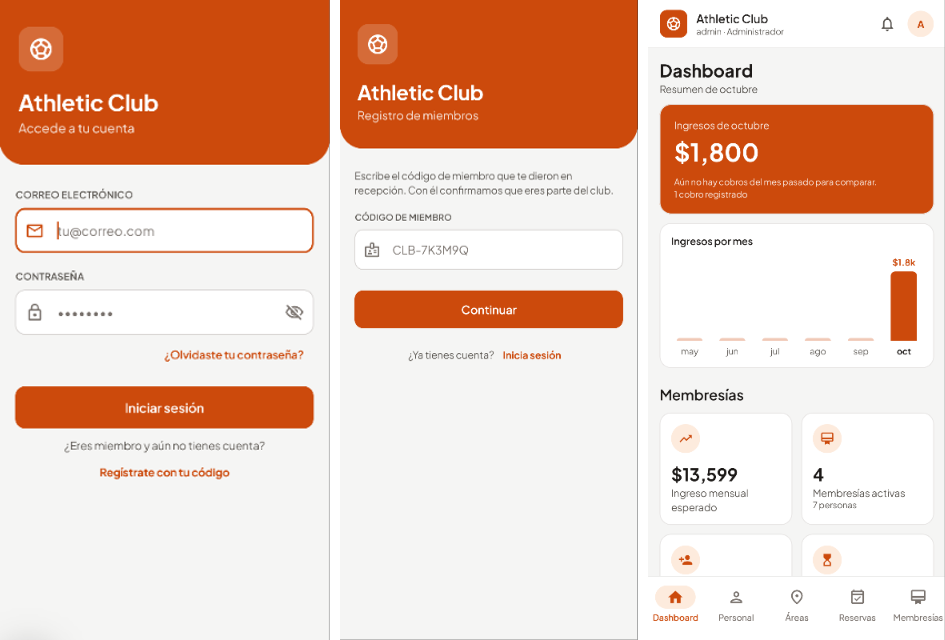 Athletic Club
Accede a tu cuenta
CORREO ELECTRÓNICO
tu@correo.com
CONTRASEÑA
••••••••
¿Olvidaste tu contraseña?
Iniciar sesión
¿Eres miembro y aún no tienes cuenta?
Regístrate con tu código
Athletic Club
Registro de miembros
Escribe el código de miembro que te dieron en
recepción. Con él confirmamos que eres parte del club.
CÓDIGO DE MIEMBRO
CLB-7K3M9Q
Continuar
¿Ya tienes cuenta? Inicia sesión
Athletic Club
admin · Administrador
A
Dashboard
Resumen de octubre
Ingresos de octubre
$1,800
Aún no hay cobros del mes pasado para comparar.
1 cobro registrado
Ingresos por mes
$1.8k
may jun jul ago sep oct
Membresías
$13,599
Ingreso mensual
esperado
4
Membresías activas
7 personas
Dashboard Personal Áreas Reservas Membresías